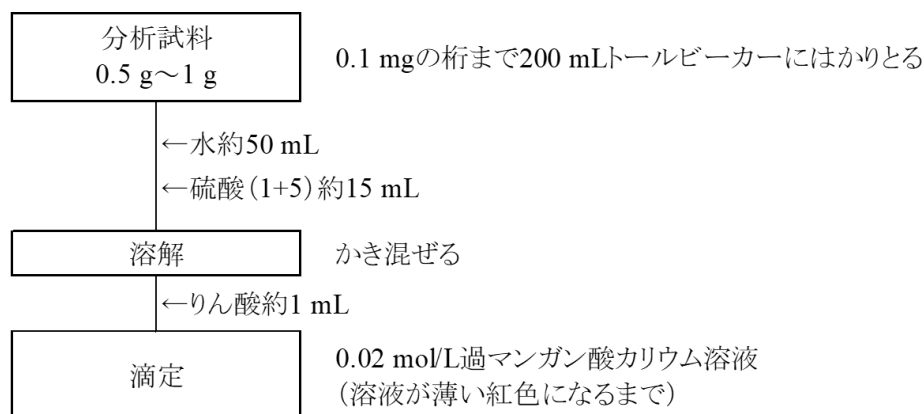 分析試料
0.5 g～1 g
0.1 mgの桁まで200 mLトールビーカーにはかりとる
←水約50 mL
←硫酸（1+5）約15 mL
溶解
かき混ぜる
←りん酸約1 mL
滴定
0.02 mol/L過マンガン酸カリウム溶液
（溶液が薄い紅色になるまで）